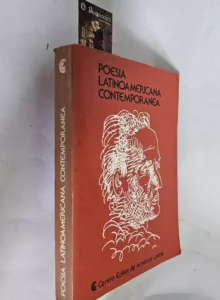 POESIA
LATINOAMERICANA
CONTEMPORANEA
Centro Editor de América Latina
POESIA LATINOAMERICANA CONTEMPORANEA